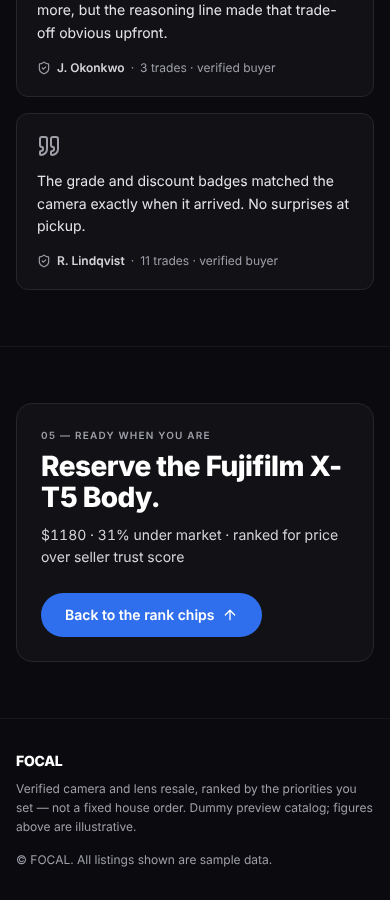 more, but the reasoning line made that trade-
off obvious upfront.
J. Okonkwo · 3 trades · verified buyer
The grade and discount badges matched the
camera exactly when it arrived. No surprises at
pickup.
R. Lindqvist · 11 trades · verified buyer
05 — READY WHEN YOU ARE
Reserve the Fujifilm X-
T5 Body.
$1180 · 31% under market · ranked for price
over seller trust score
Back to the rank chips ↑
FOCAL
Verified camera and lens resale, ranked by the priorities you
set — not a fixed house order. Dummy preview catalog; figures
above are illustrative.
© FOCAL. All listings shown are sample data.